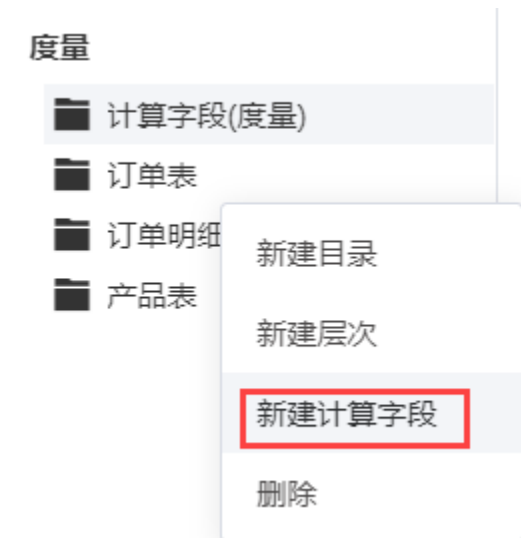 度量
计算字段(度量)
订单表
订单明细
产品表
新建目录
新建层次
新建计算字段
删除